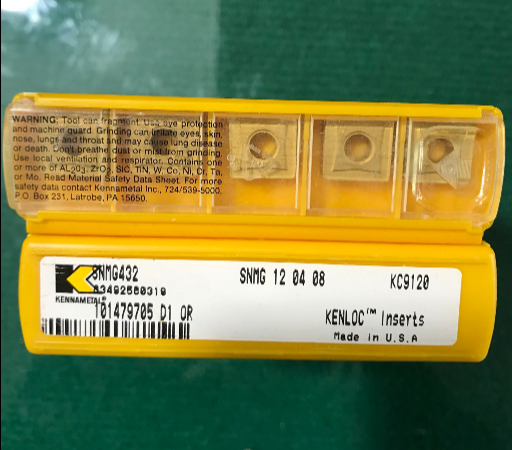 WARNING: Tool can fragment. Use eye protection
and machine guard. Grinding can irritate eyes, skin,
nose, lungs and throat and may cause lung disease
or death. Don't breathe dust or mist from grinding.
Use local ventilation and respirator. Contains one
or more of AL₂O₃, ZrO₂, SiC, TiN, W, Co, Ni, Cr, Ta,
or Mo. Read Material Safety Data Sheet. For more
safety data contact Kennametal Inc., 724/539-5000,
P.O. Box 231, Latrobe, PA 15650.
SNMG432 SNMG 12 04 08 KC9120
KENNAMETAL
101479705 D1 OR KENLOC™ Inserts
Made in U.S.A